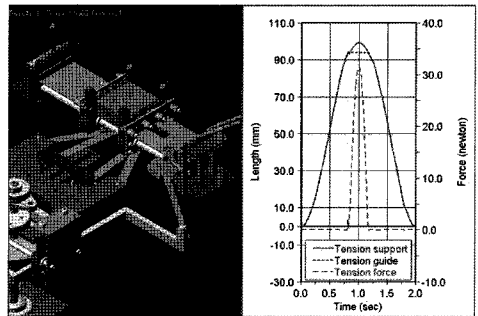 110.0
90.0
70.0
50.0
30.0
10.0
0.0
-10.0
-30.0
Length (mm)
40.0
30.0
20.0
10.0
0.0
-10.0
Force (newton)
Tension support
Tension guide
Tension force
0.0 0.5 1.0 1.5 2.0
Time (sec)